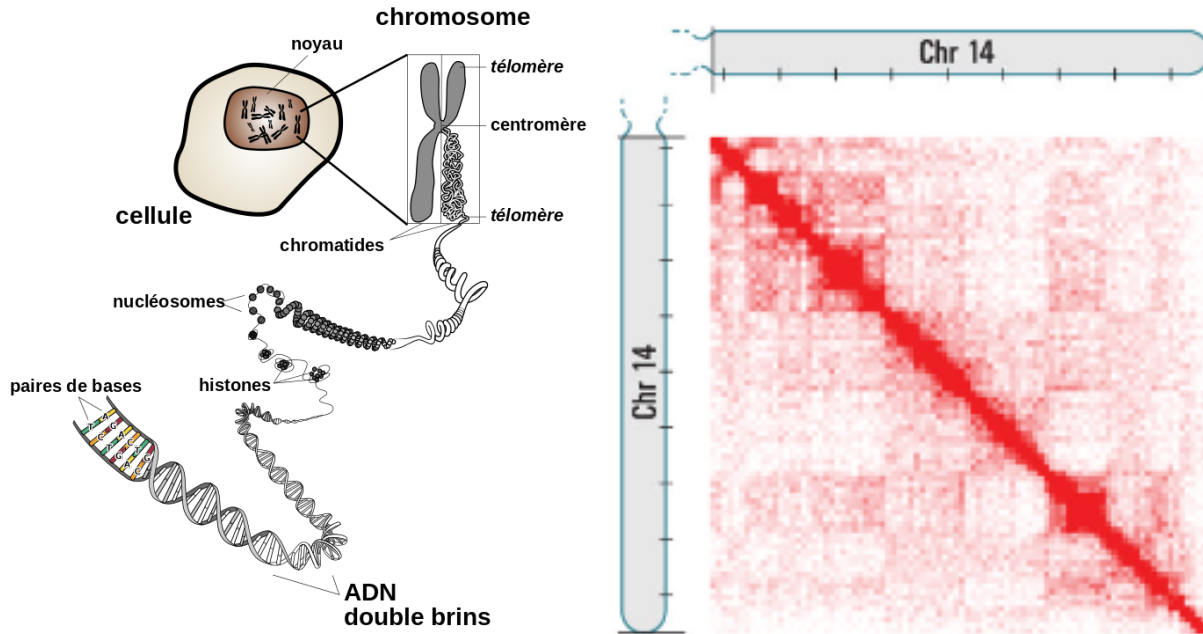 chromosome
noyau
télomère
centromère
cellule
télomère
chromatides
nucléosomes
histones
paires de bases
T A
C G
G A C
T C T
A C G
ADN
double brins
Chr 14
Chr 14